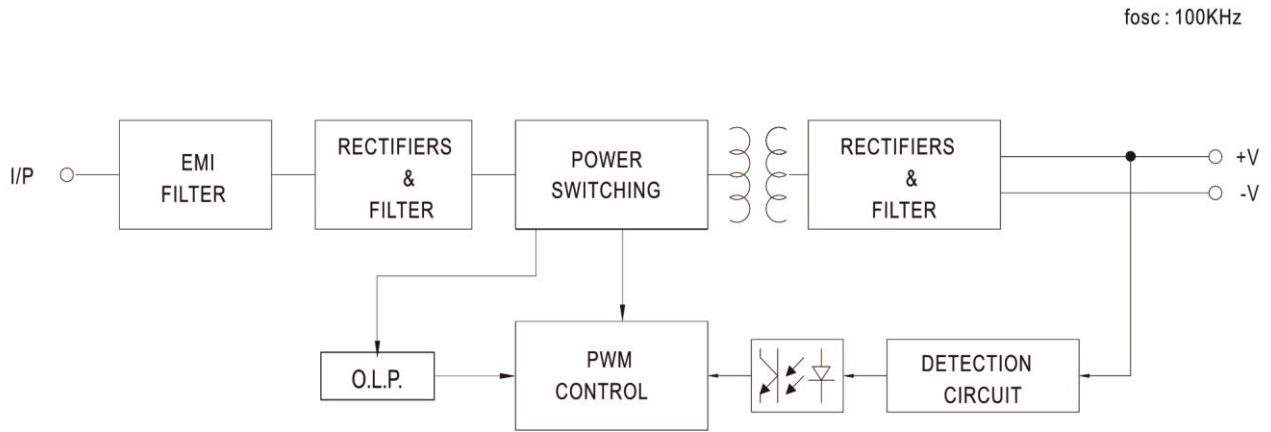 fosc : 100KHz
I/P
EMI
FILTER
RECTIFIERS
&
FILTER
POWER
SWITCHING
RECTIFIERS
&
FILTER
+V
-V
O.L.P.
PWM
CONTROL
DETECTION
CIRCUIT